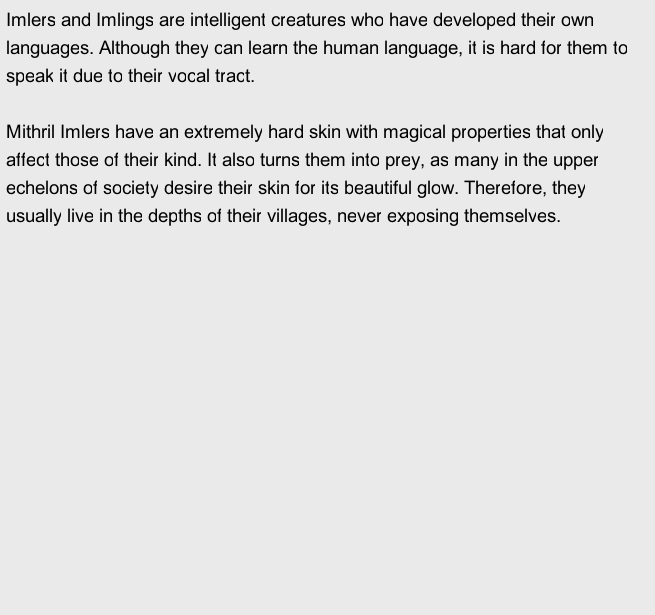 Imlers and Imlings are intelligent creatures who have developed their own
languages. Although they can learn the human language, it is hard for them to
speak it due to their vocal tract.

Mithril Imlers have an extremely hard skin with magical properties that only
affect those of their kind. It also turns them into prey, as many in the upper
echelons of society desire their skin for its beautiful glow. Therefore, they
usually live in the depths of their villages, never exposing themselves.